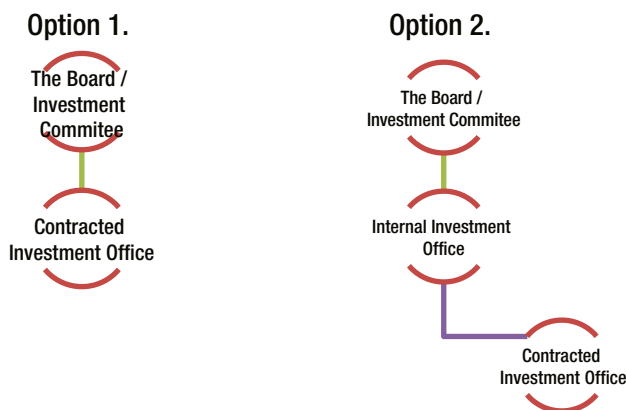 Option 1.
The Board /
Investment
Commitee
Contracted
Investment Office
Option 2.
The Board /
Investment Commitee
Internal Investment
Office
Contracted
Investment Office